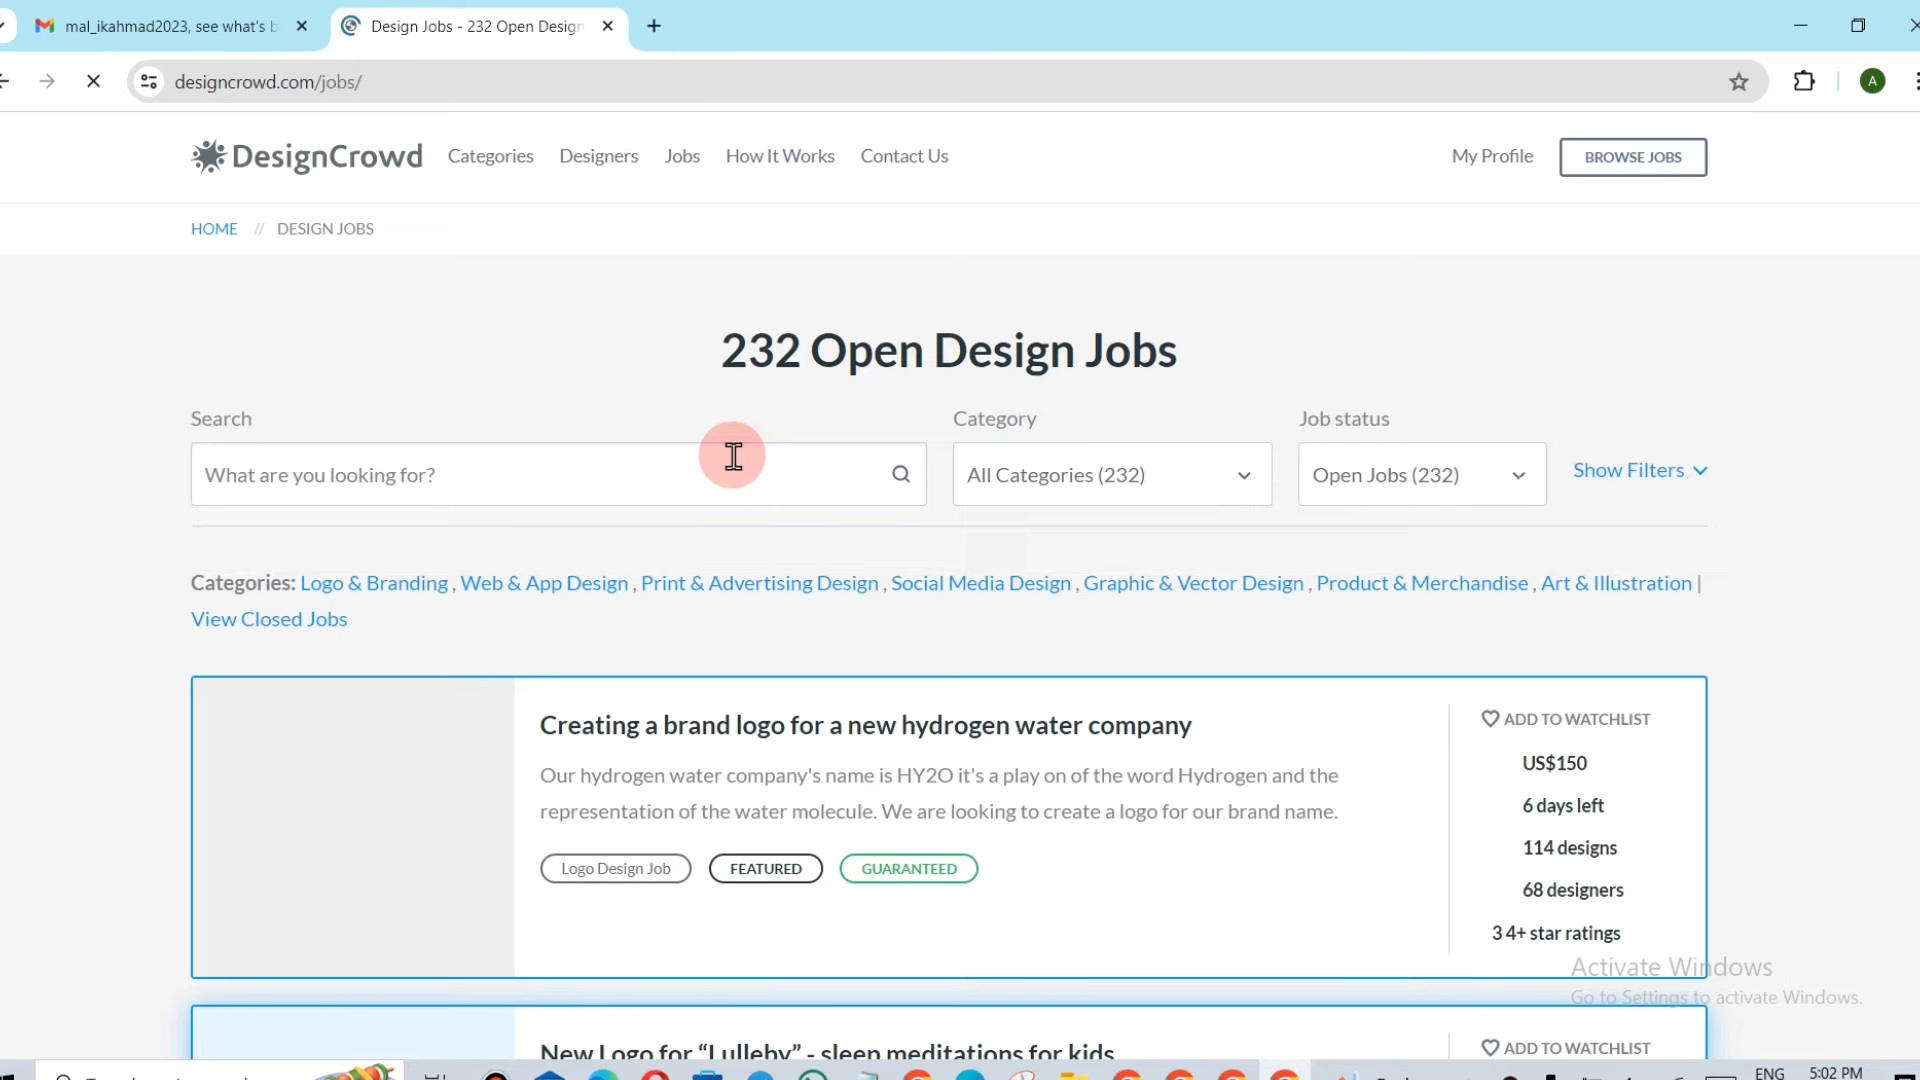 mal_ikahmad2023, see what's b
Design Jobs - 232 Open Design
designcrowd.com/jobs/
A
DesignCrowd
Categories
Designers
Jobs
How It Works
Contact Us
My Profile
BROWSE JOBS
HOME // DESIGN JOBS
232 Open Design Jobs
Search
Category
Job status
What are you looking for?
All Categories (232)
Open Jobs (232)
Show Filters
Categories: Logo & Branding , Web & App Design , Print & Advertising Design , Social Media Design , Graphic & Vector Design , Product & Merchandise , Art & Illustration |
View Closed Jobs
Creating a brand logo for a new hydrogen water company
Our hydrogen water company's name is HY2O it's a play on of the word Hydrogen and the
representation of the water molecule. We are looking to create a logo for our brand name.
Logo Design Job
FEATURED
GUARANTEED
ADD TO WATCHLIST
US$150
6 days left
114 designs
68 designers
3 4+ star ratings
Activate Windows
Go to Settings to activate Windows.
New Logo for “Lulleby” - sleep meditations for kids
ADD TO WATCHLIST
ENG
5:02 PM